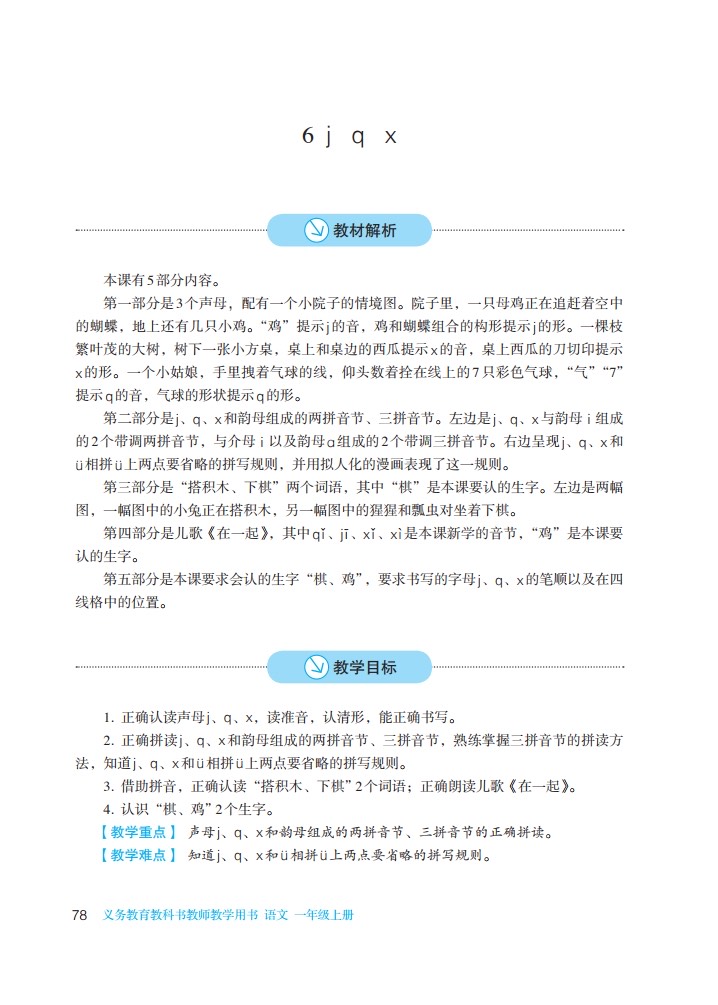 6 j q x
教材解析
本课有5部分内容。
第一部分是3个声母，配有一个小院子的情境图。院子里，一只母鸡正在追赶着空中
的蝴蝶，地上还有几只小鸡。“鸡”提示j的音，鸡和蝴蝶组合的构形提示j的形。一棵枝
繁叶茂的大树，树下一张小方桌，桌上和桌边的西瓜提示x的音，桌上西瓜的刀切印提示
x的形。一个小姑娘，手里拽着气球的线，仰头数着拴在线上的7只彩色气球，“气”“7”
提示q的音，气球的形状提示q的形。
第二部分是j、q、x和韵母组成的两拼音节、三拼音节。左边是j、q、x与韵母i组成
的2个带调两拼音节，与介母i以及韵母ɑ组成的2个带调三拼音节。右边呈现j、q、x和
ü相拼ü上两点要省略的拼写规则，并用拟人化的漫画表现了这一规则。
第三部分是“搭积木、下棋”两个词语，其中“棋”是本课要认的生字。左边是两幅
图，一幅图中的小兔正在搭积木，另一幅图中的猩猩和瓢虫对坐着下棋。
第四部分是儿歌《在一起》，其中qǐ、jī、xǐ、xì是本课新学的音节，“鸡”是本课要
认的生字。
第五部分是本课要求会认的生字“棋、鸡”，要求书写的字母j、q、x的笔顺以及在四
线格中的位置。
教学目标
1. 正确认读声母j、q、x，读准音，认清形，能正确书写。
2. 正确拼读j、q、x和韵母组成的两拼音节、三拼音节，熟练掌握三拼音节的拼读方
法，知道j、q、x和ü相拼ü上两点要省略的拼写规则。
3. 借助拼音，正确认读“搭积木、下棋”2个词语；正确朗读儿歌《在一起》。
4. 认识“棋、鸡”2个生字。
【教学重点】 声母j、q、x和韵母组成的两拼音节、三拼音节的正确拼读。
【教学难点】 知道j、q、x和ü相拼ü上两点要省略的拼写规则。
78 义务教育教科书教师教学用书 语文 一年级上册